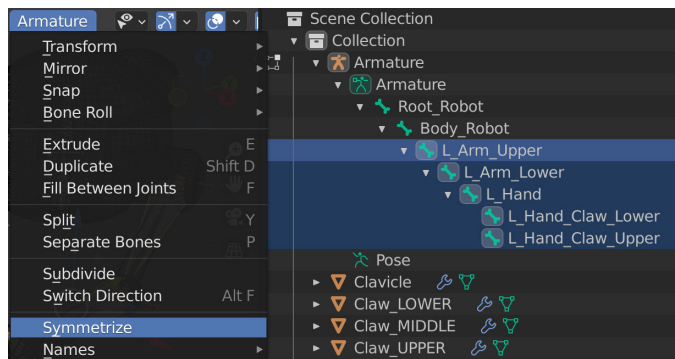 Armature
Transform
Mirror
Snap
Bone Roll
Extrude E
Duplicate Shift D
Fill Between Joints F
Split Y
Separate Bones P
Subdivide
Switch Direction Alt F
Symmetrize
Names
Scene Collection
Collection
Armature
Armature
Root_Robot
Body_Robot
L_Arm_Upper
L_Arm_Lower
L_Hand
L_Hand_Claw_Lower
L_Hand_Claw_Upper
Pose
Clavicle
Claw_LOWER
Claw_MIDDLE
Claw_UPPER